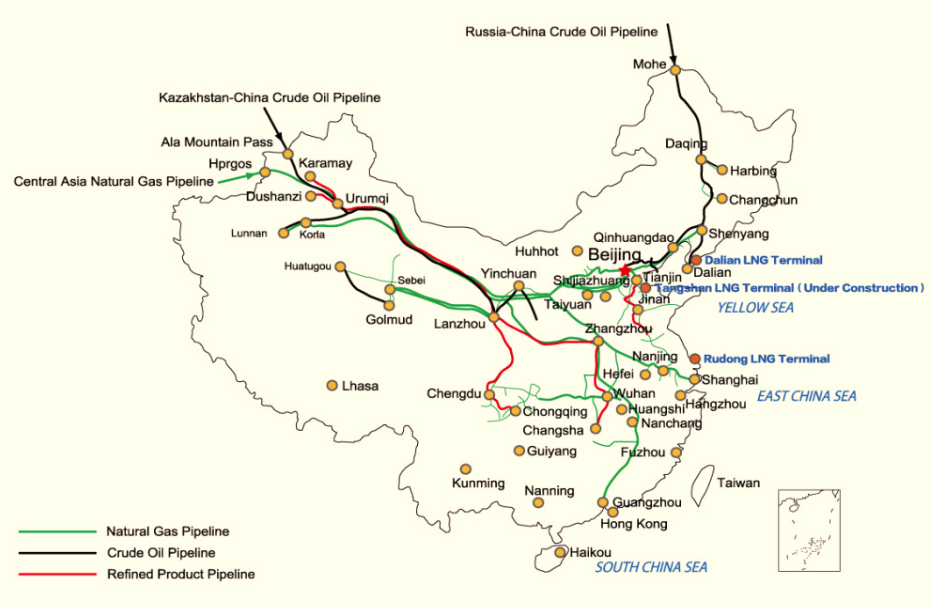 Russia-China Crude Oil Pipeline
Mohe
Kazakhstan-China Crude Oil Pipeline
Ala Mountain Pass
Daqing
Hprgos
Karamay
Harbing
Central Asia Natural Gas Pipeline
Dushanzi
Urumqi
Changchun
Lunnan
Korla
Qinhuangdao
Shenyang
Huhhot
Beijing
Dalian LNG Terminal
Huatugou
Sebei
Yinchuan
Shijiazhuang
Tianjin
Dalian
Tangshan LNG Terminal ( Under Construction )
Taiyuan
Jinan
YELLOW SEA
Golmud
Lanzhou
Zhangzhou
Nanjing
Rudong LNG Terminal
Hefei
Shanghai
Lhasa
Chengdu
Wuhan
EAST CHINA SEA
Chongqing
Huangshi
Hangzhou
Changsha
Nanchang
Guiyang
Fuzhou
Kunming
Taiwan
Nanning
Guangzhou
Hong Kong
Natural Gas Pipeline
Crude Oil Pipeline
Haikou
SOUTH CHINA SEA
Refined Product Pipeline